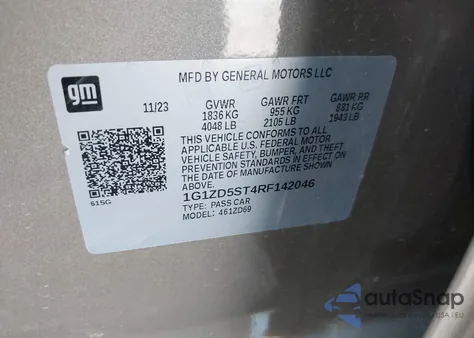 MFD BY GENERAL MOTORS LLC
gm
11/23 GVWR GAWR FRT GAWR RR
1836 KG 955 KG 881 KG
4048 LB 2105 LB 1943 LB
THIS VEHICLE CONFORMS TO ALL
APPLICABLE U.S. FEDERAL MOTOR
VEHICLE SAFETY, BUMPER, AND THEFT
PREVENTION STANDARDS IN EFFECT
ON THE DATE OF MANUFACTURE SHOWN
ABOVE.
1G1ZD5ST4RF142046
615G
TYPE: PASS CAR
MODEL: 461ZD69
autoSnap